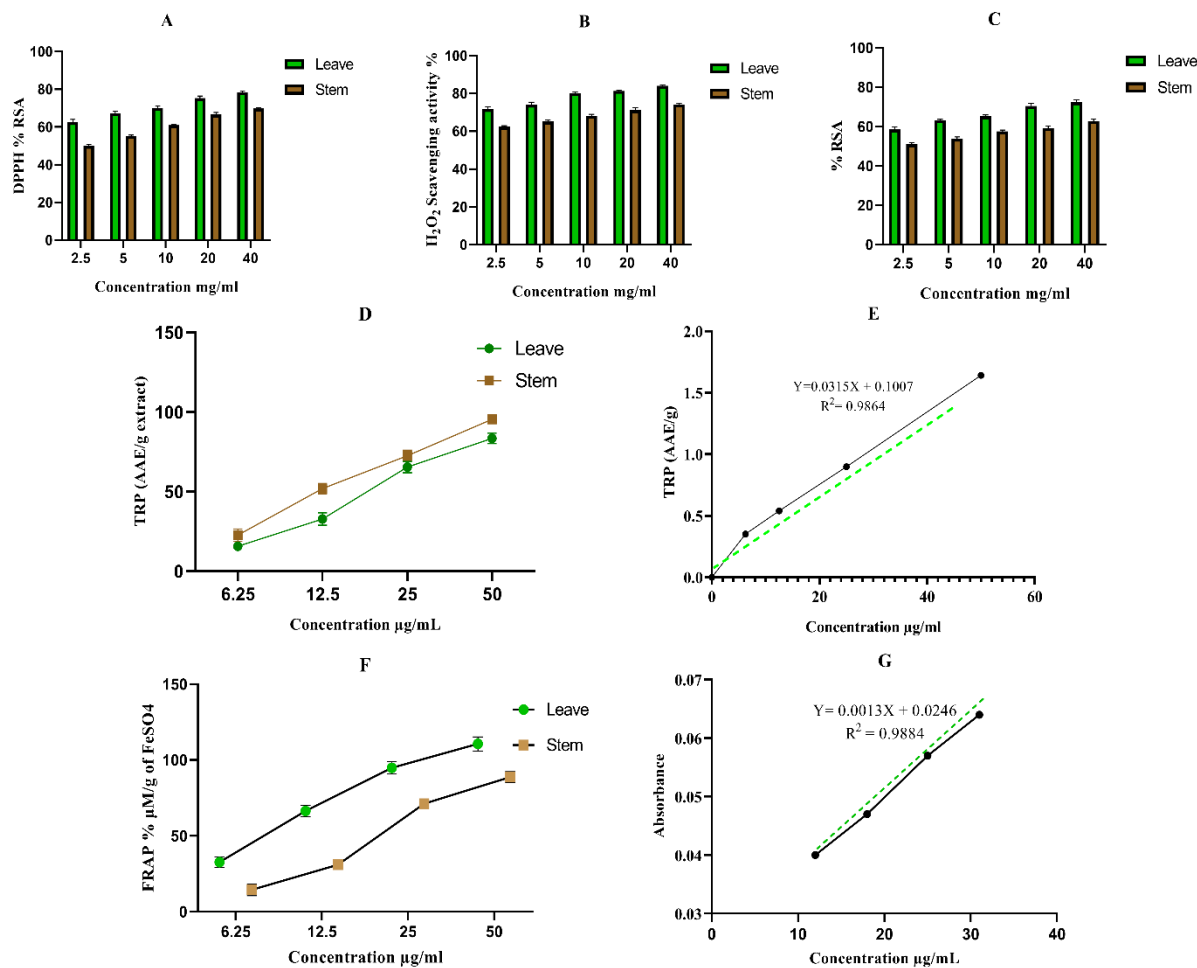 A
DPPH % RSA
100
80
60
40
20
0
2.5 5 10 20 40
Concentration mg/ml
Leave
Stem
B
H₂O₂ Scavenging activity %
100
80
60
40
20
0
2.5 5 10 20 40
Concentration mg/ml
Leave
Stem
C
% RSA
100
80
60
40
20
0
2.5 5 10 20 40
Concentration mg/ml
Leave
Stem
D
TRP (AAE/g extract)
150
100
50
0
6.25 12.5 25 50
Concentration µg/mL
Leave
Stem
E
TRP (AAE/g)
2.0
1.5
1.0
0.5
0.0
0 20 40 60
Concentration µg/ml
Y=0.0315X + 0.1007
R²= 0.9864
F
FRAP % µM/g of FeSO4
150
100
50
0
6.25 12.5 25 50
Concentration µg/ml
Leave
Stem
G
Absorbance
0.07
0.06
0.05
0.04
0.03
0 10 20 30 40
Concentration µg/mL
Y= 0.0013X + 0.0246
R² = 0.9884